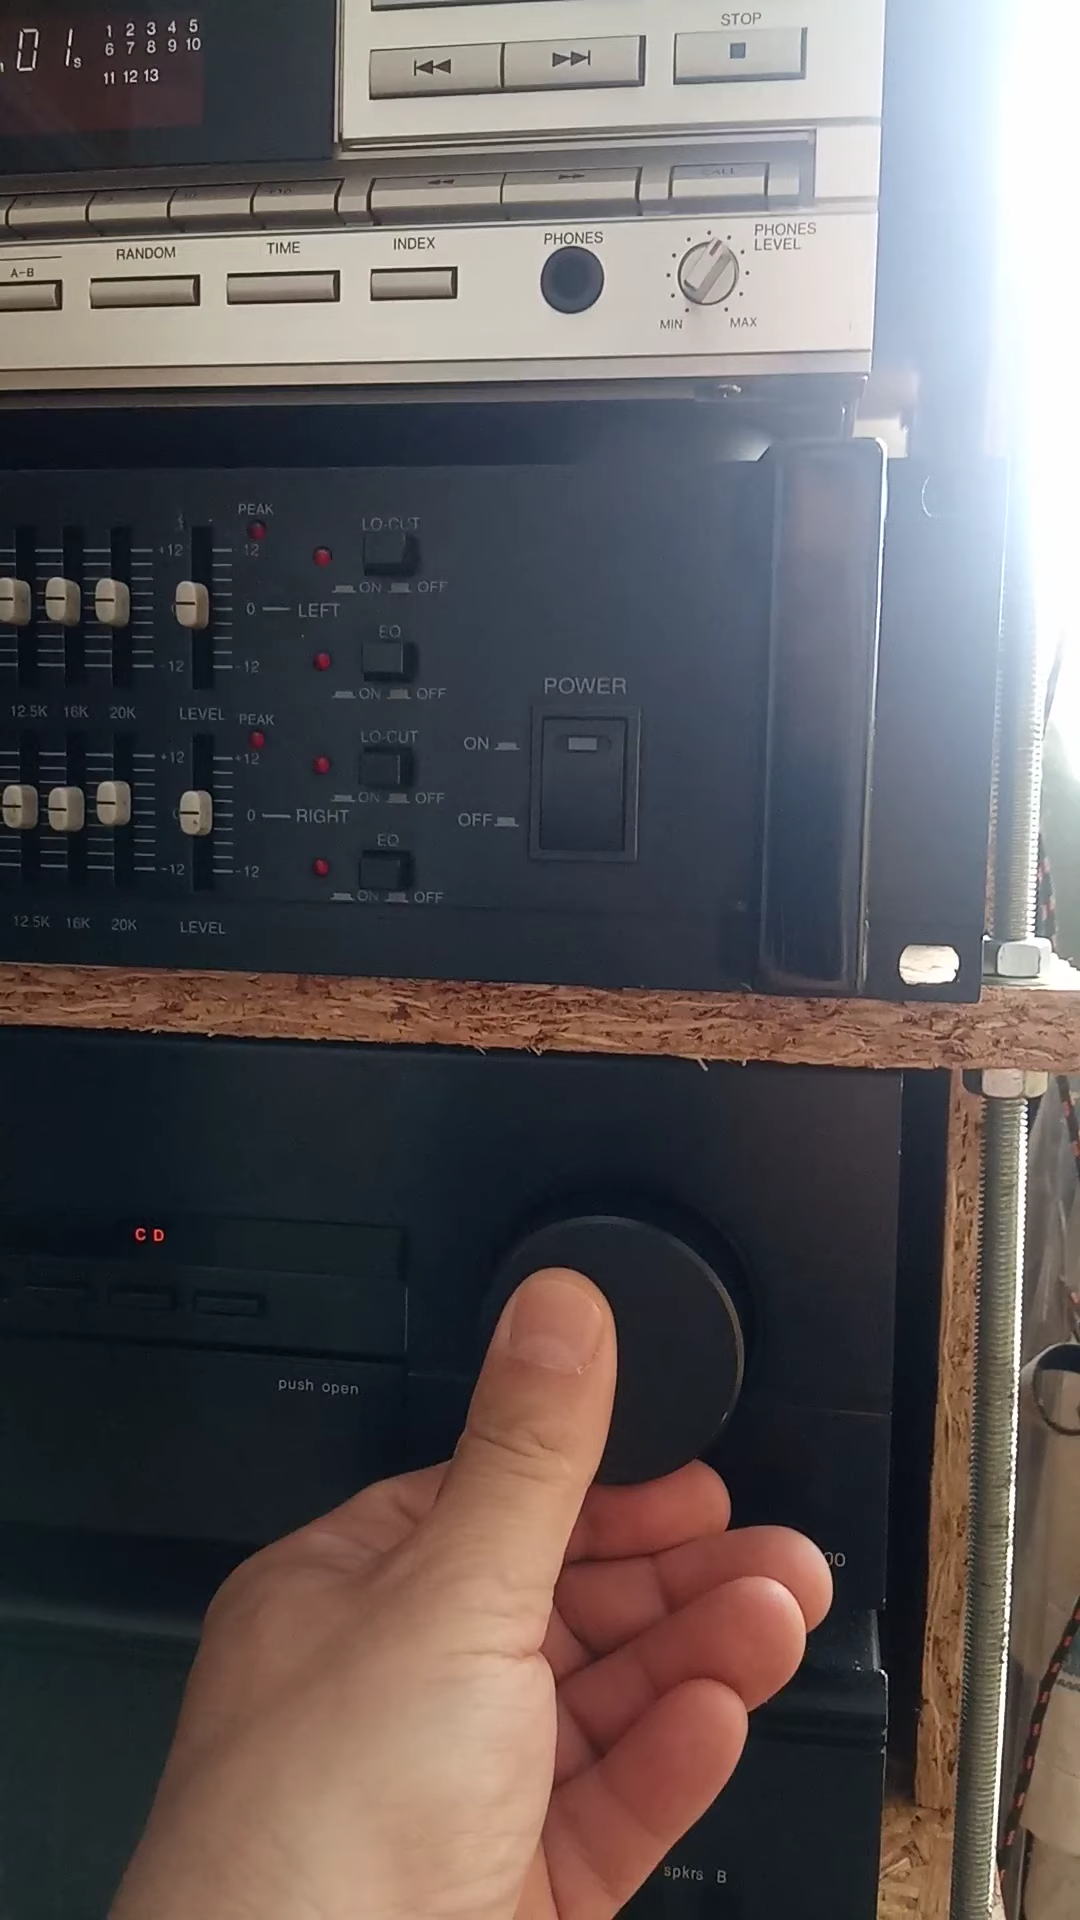 STOP
01s
1 2 3 4 5
6 7 8 9 10
11 12 13
CALL
A-B
RANDOM
TIME
INDEX
PHONES
PHONES
LEVEL
MIN
MAX
PEAK
LO-CUT
+12
12
ON
OFF
0
LEFT
EQ
-12
-12
ON
OFF
12.5K
16K
20K
LEVEL
PEAK
POWER
LO-CUT
+12
+12
ON
ON
OFF
0
RIGHT
OFF
EQ
-12
-12
ON
OFF
12.5K
16K
20K
LEVEL
CD
push open
spkrs B